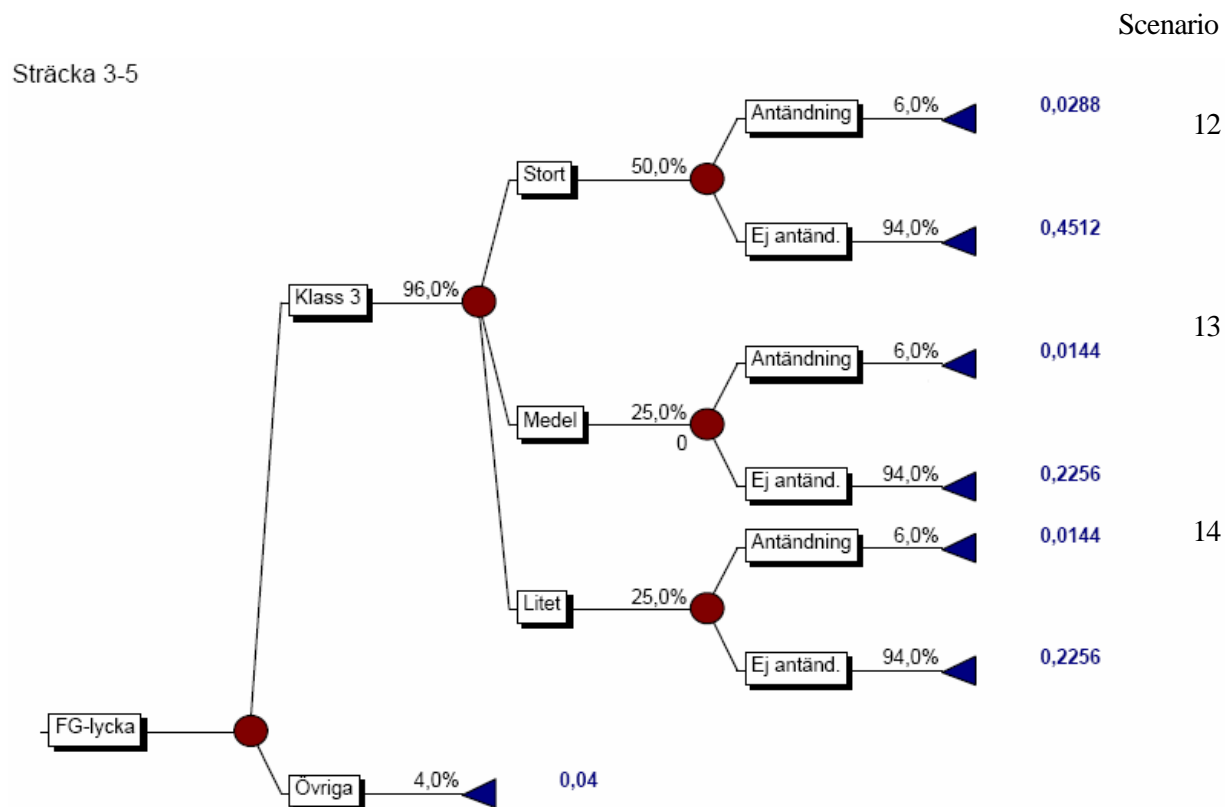 Scenario
Sträcka 3-5
Antändning 6,0% 0,0288 12
Stort 50,0%
Ej antänd. 94,0% 0,4512
Klass 3 96,0%
13
Antändning 6,0% 0,0144
Medel 25,0%
0
Ej antänd. 94,0% 0,2256
Antändning 6,0% 0,0144 14
Litet 25,0%
Ej antänd. 94,0% 0,2256
FG-lycka
Övriga 4,0% 0,04